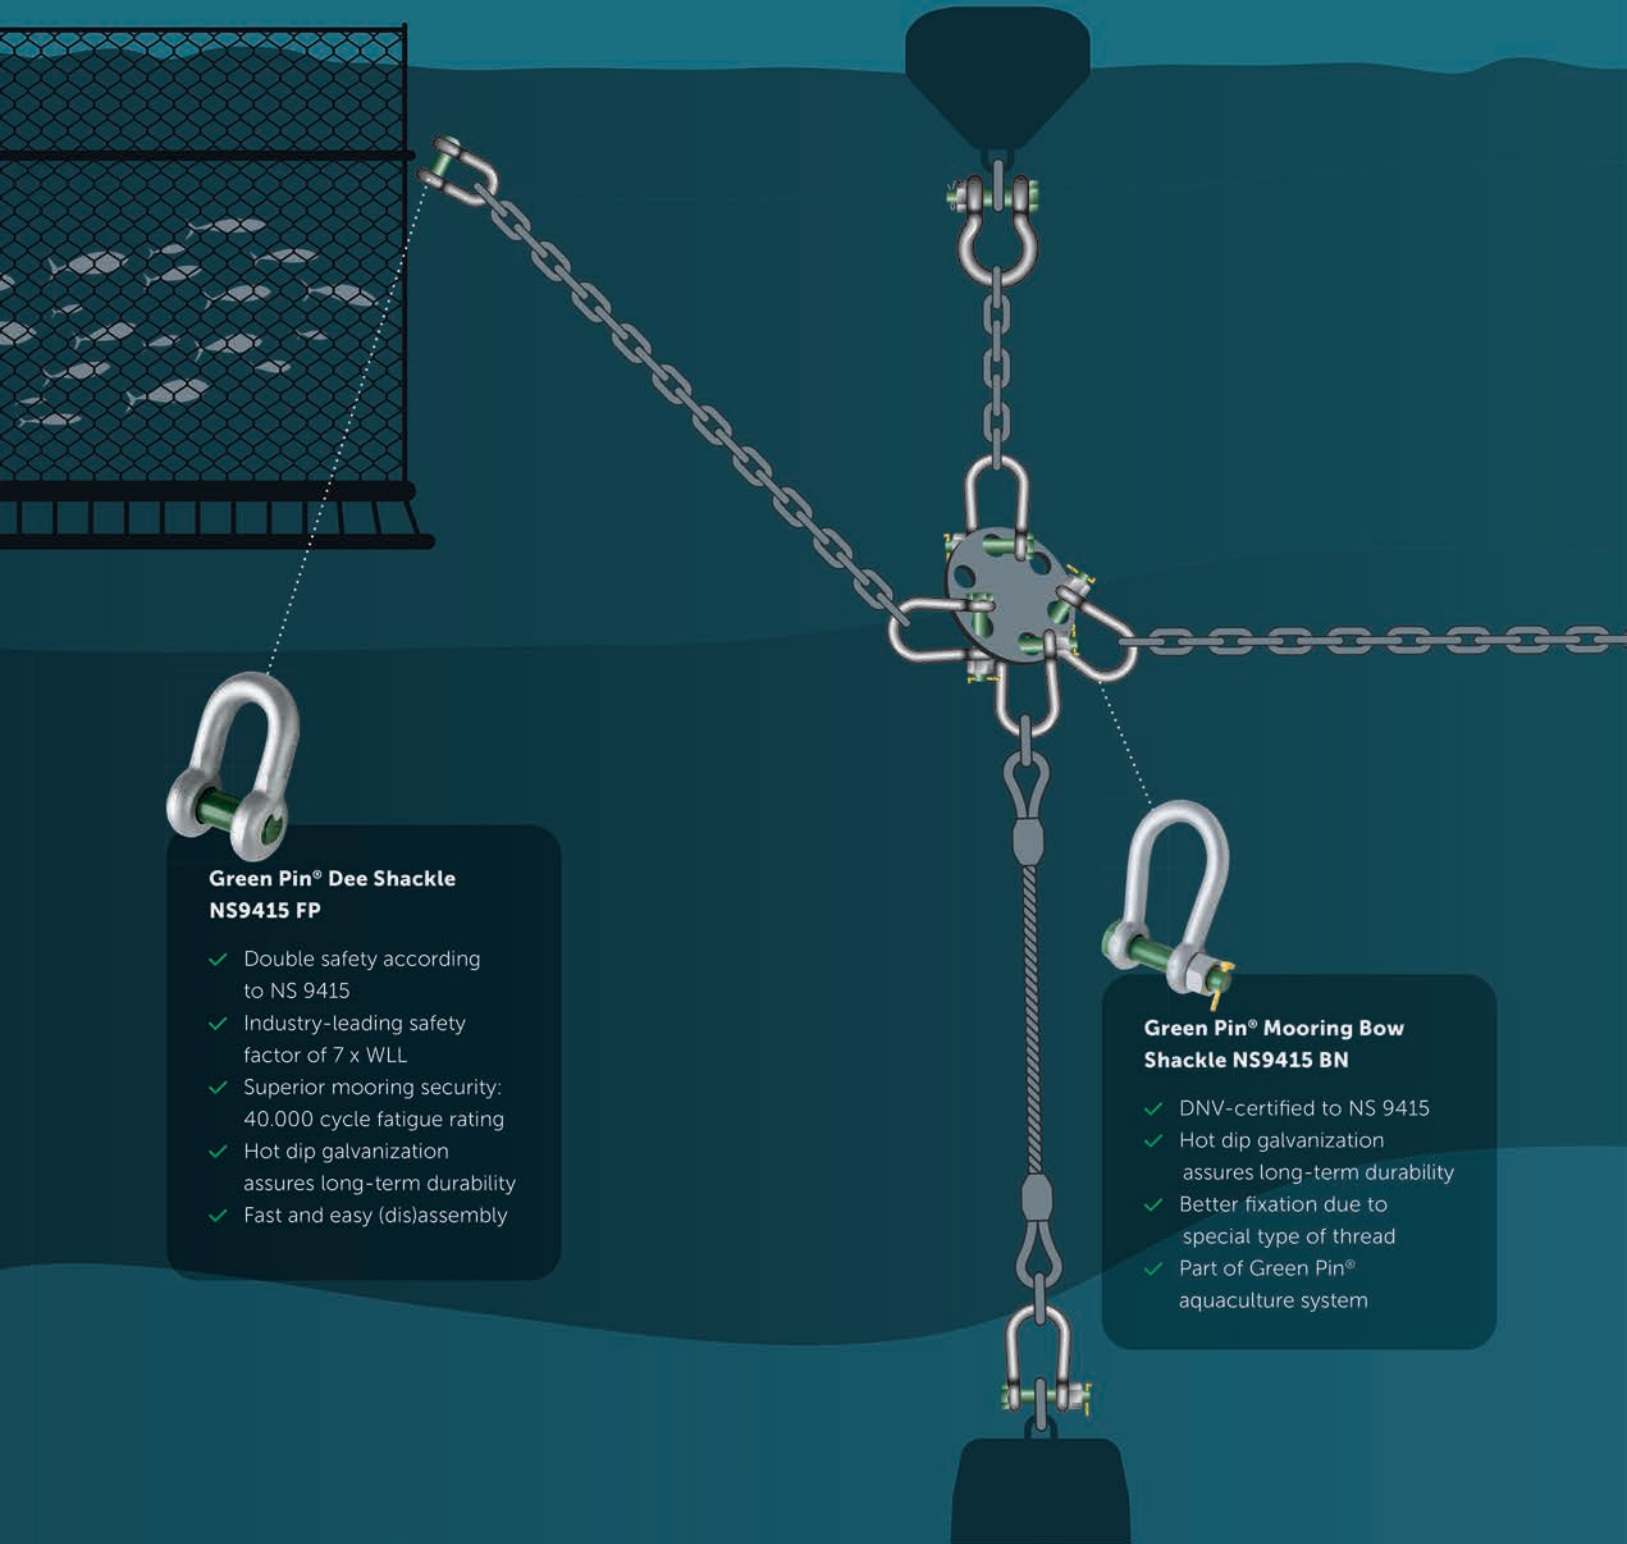 Green Pin® Dee Shackle
NS9415 FP
Double safety according
to NS 9415
Industry-leading safety
factor of 7 x WLL
Superior mooring security:
40.000 cycle fatigue rating
Hot dip galvanization
assures long-term durability
Fast and easy (dis)assembly
Green Pin® Mooring Bow
Shackle NS9415 BN
DNV-certified to NS 9415
Hot dip galvanization
assures long-term durability
Better fixation due to
special type of thread
Part of Green Pin®
aquaculture system